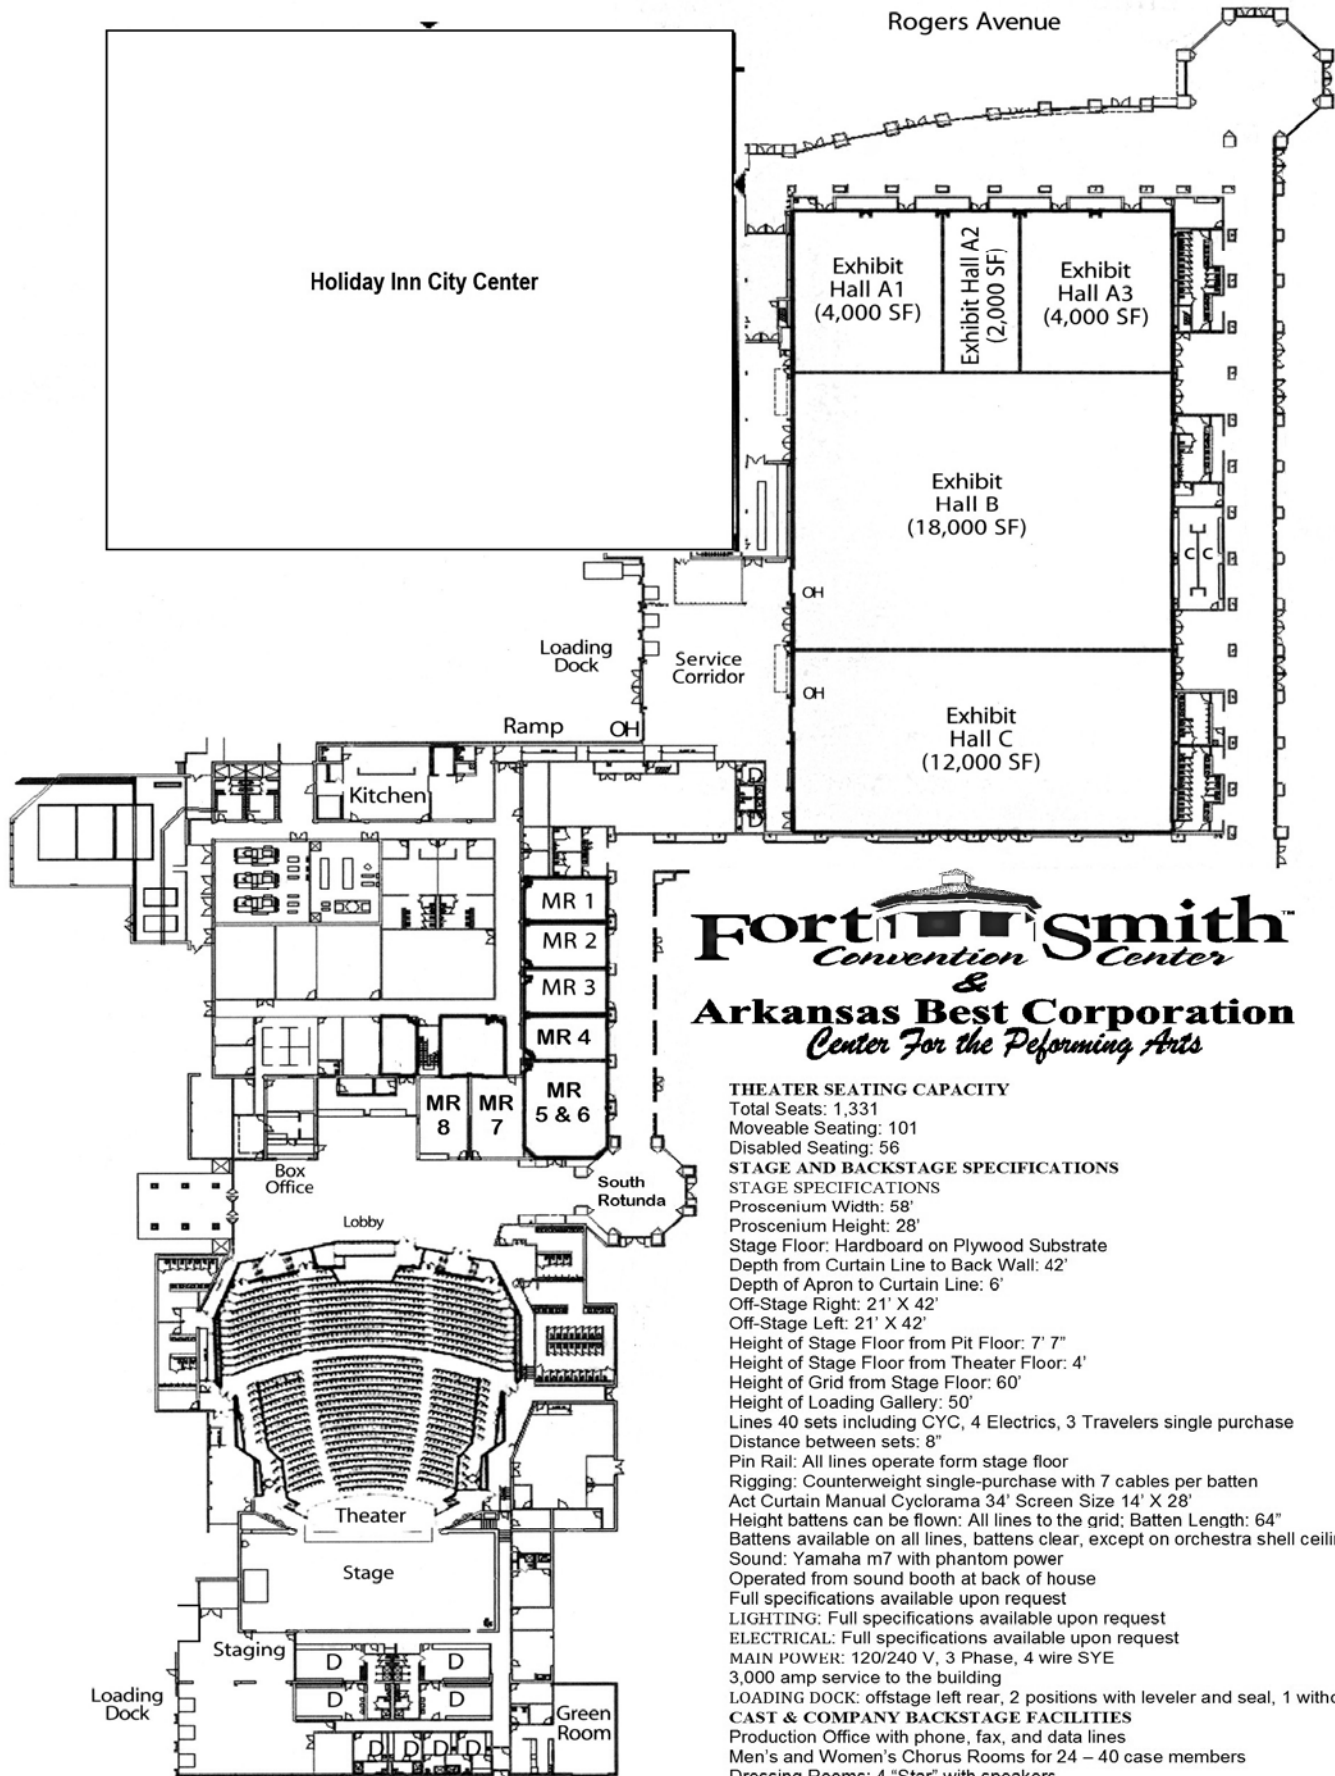 Rogers Avenue
Holiday Inn City Center
Exhibit
Hall A1
(4,000 SF)
Exhibit Hall A2
(2,000 SF)
Exhibit
Hall A3
(4,000 SF)
Exhibit
Hall B
(18,000 SF)
C C
OH
Loading
Dock
Service
Corridor
OH
Ramp
OH
Exhibit
Hall C
(12,000 SF)
Kitchen
MR 1
MR 2
MR 3
MR 4
MR
5 & 6
MR
7
MR
8
Box
Office
South
Rotunda
Lobby
Theater
Stage
Staging
D
D
D
D
Loading
Dock
Green
Room
D
D
D
D
Fort Smith™
Convention Center
&
Arkansas Best Corporation
Center For the Peforming Arts
THEATER SEATING CAPACITY
Total Seats: 1,331
Moveable Seating: 101
Disabled Seating: 56
STAGE AND BACKSTAGE SPECIFICATIONS
STAGE SPECIFICATIONS
Proscenium Width: 58'
Proscenium Height: 28'
Stage Floor: Hardboard on Plywood Substrate
Depth from Curtain Line to Back Wall: 42'
Depth of Apron to Curtain Line: 6'
Off-Stage Right: 21' X 42'
Off-Stage Left: 21' X 42'
Height of Stage Floor from Pit Floor: 7' 7"
Height of Stage Floor from Theater Floor: 4'
Height of Grid from Stage Floor: 60'
Height of Loading Gallery: 50'
Lines 40 sets including CYC, 4 Electrics, 3 Travelers single purchase
Distance between sets: 8"
Pin Rail: All lines operate form stage floor
Rigging: Counterweight single-purchase with 7 cables per batten
Act Curtain Manual Cyclorama 34' Screen Size 14' X 28'
Height battens can be flown: All lines to the grid; Batten Length: 64"
Battens available on all lines, battens clear, except on orchestra shell
Sound: Yamaha m7 with phantom power
Operated from sound booth at back of house
Full specifications available upon request
LIGHTING: Full specifications available upon request
ELECTRICAL: Full specifications available upon request
MAIN POWER: 120/240 V, 3 Phase, 4 wire SYE
3,000 amp service to the building
LOADING DOCK: offstage left rear, 2 positions with leveler and seal, 1
CAST & COMPANY BACKSTAGE FACILITIES
Production Office with phone, fax, and data lines
Men's and Women's Chorus Rooms for 24 – 40 case members
Dressing Rooms: 4 "Star" with speakers